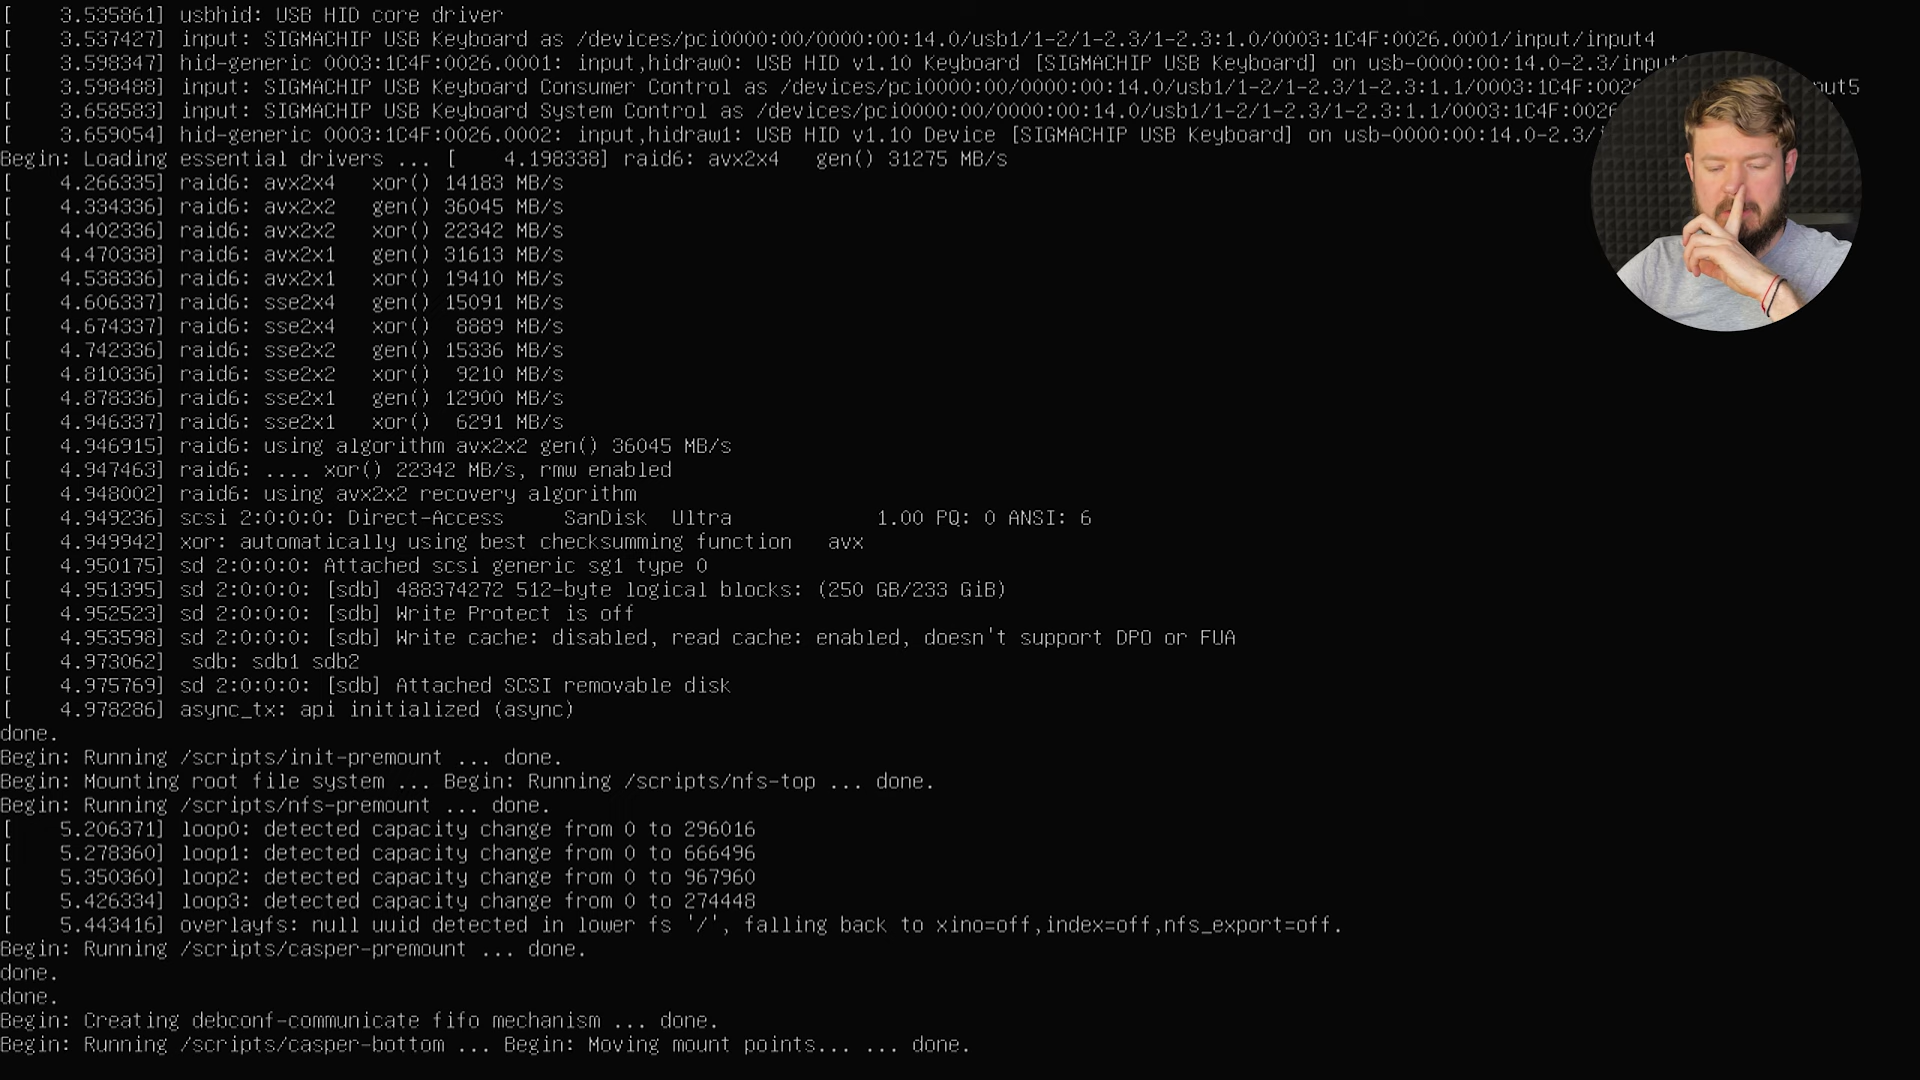 [    3.535861] usbhid: USB HID core driver
[    3.537427] input: SIGMACHIP USB Keyboard as /devices/pci0000:00/0000:00:14.0/usb1/1-2/1-2.3/1-2.3:1.0/0003:1C4F:0026.0001/input/input4
[    3.598347] hid-generic 0003:1C4F:0026.0001: input,hidraw0: USB HID v1.10 Keyboard [SIGMACHIP USB Keyboard] on usb-0000:00:14.0-2.3/input
[    3.598488] input: SIGMACHIP USB Keyboard Consumer Control as /devices/pci0000:00/0000:00:14.0/usb1/1-2/1-2.3/1-2.3:1.1/0003:1C4F:002 put5
[    3.658583] input: SIGMACHIP USB Keyboard System Control as /devices/pci0000:00/0000:00:14.0/usb1/1-2/1-2.3/1-2.3:1.1/0003:1C4F:0026
[    3.659054] hid-generic 0003:1C4F:0026.0002: input,hidraw1: USB HID v1.10 Device [SIGMACHIP USB Keyboard] on usb-0000:00:14.0-2.3/
Begin: Loading essential drivers ... [    4.198338] raid6: avx2x4   gen() 31275 MB/s
[    4.266335] raid6: avx2x4   xor() 14183 MB/s
[    4.334336] raid6: avx2x2   gen() 36045 MB/s
[    4.402336] raid6: avx2x2   xor() 22342 MB/s
[    4.470338] raid6: avx2x1   gen() 31613 MB/s
[    4.538336] raid6: avx2x1   xor() 19410 MB/s
[    4.606337] raid6: sse2x4   gen() 15091 MB/s
[    4.674337] raid6: sse2x4   xor()  8889 MB/s
[    4.742336] raid6: sse2x2   gen() 15336 MB/s
[    4.810336] raid6: sse2x2   xor()  9210 MB/s
[    4.878336] raid6: sse2x1   gen() 12900 MB/s
[    4.946337] raid6: sse2x1   xor()  6291 MB/s
[    4.946915] raid6: using algorithm avx2x2 gen() 36045 MB/s
[    4.947463] raid6: .... xor() 22342 MB/s, rmw enabled
[    4.948002] raid6: using avx2x2 recovery algorithm
[    4.949236] scsi 2:0:0:0: Direct-Access     SanDisk  Ultra            1.00 PQ: 0 ANSI: 6
[    4.949942] xor: automatically using best checksumming function   avx
[    4.950175] sd 2:0:0:0: Attached scsi generic sg1 type 0
[    4.951395] sd 2:0:0:0: [sdb] 488374272 512-byte logical blocks: (250 GB/233 GiB)
[    4.952523] sd 2:0:0:0: [sdb] Write Protect is off
[    4.953598] sd 2:0:0:0: [sdb] Write cache: disabled, read cache: enabled, doesn't support DPO or FUA
[    4.973062]  sdb: sdb1 sdb2
[    4.975769] sd 2:0:0:0: [sdb] Attached SCSI removable disk
[    4.978286] async_tx: api initialized (async)
done.
Begin: Running /scripts/init-premount ... done.
Begin: Mounting root file system ... Begin: Running /scripts/nfs-top ... done.
Begin: Running /scripts/nfs-premount ... done.
[    5.206371] loop0: detected capacity change from 0 to 296016
[    5.278360] loop1: detected capacity change from 0 to 666496
[    5.350360] loop2: detected capacity change from 0 to 967960
[    5.426334] loop3: detected capacity change from 0 to 274448
[    5.443416] overlayfs: null uuid detected in lower fs '/', falling back to xino=off,index=off,nfs_export=off.
Begin: Running /scripts/casper-premount ... done.
done.
done.
Begin: Creating debconf-communicate fifo mechanism ... done.
Begin: Running /scripts/casper-bottom ... Begin: Moving mount points... ... done.